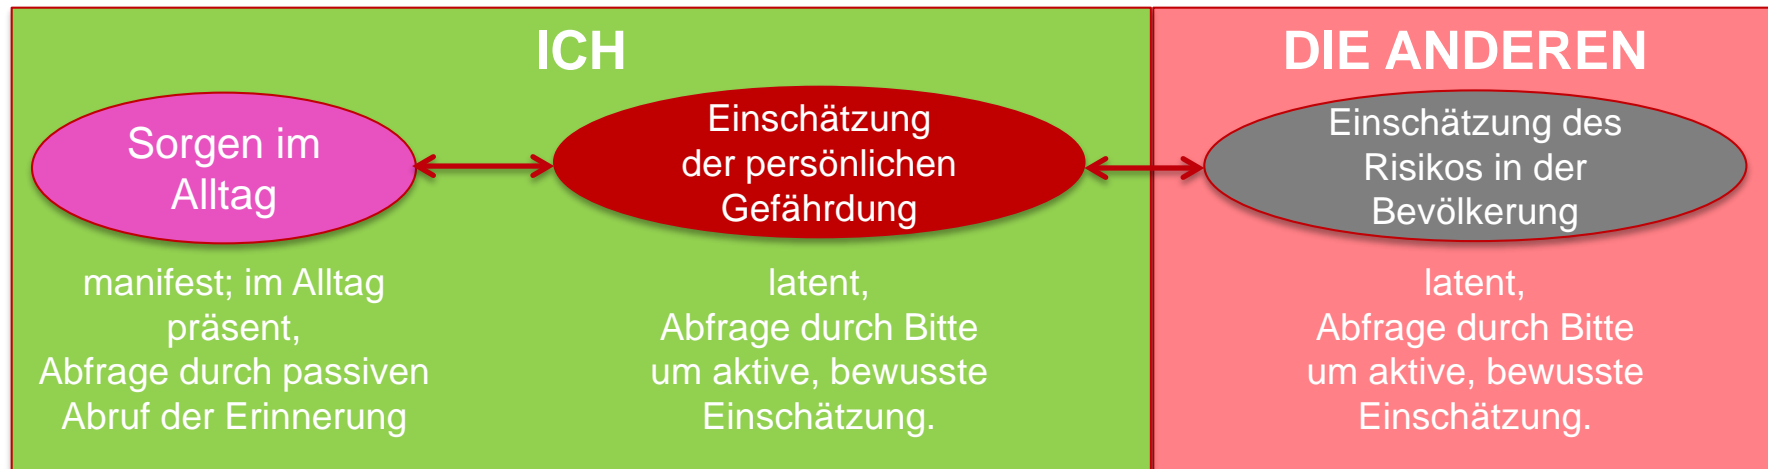 ICH
Sorgen im
Alltag
manifest; im Alltag
präsent,
Abfrage durch passiven
Abruf der Erinnerung
Einschätzung
der persönlichen
Gefährdung
latent,
Abfrage durch Bitte
um aktive, bewusste
Einschätzung.
DIE ANDEREN
Einschätzung des
Risikos in der
Bevölkerung
latent,
Abfrage durch Bitte
um aktive, bewusste
Einschätzung.